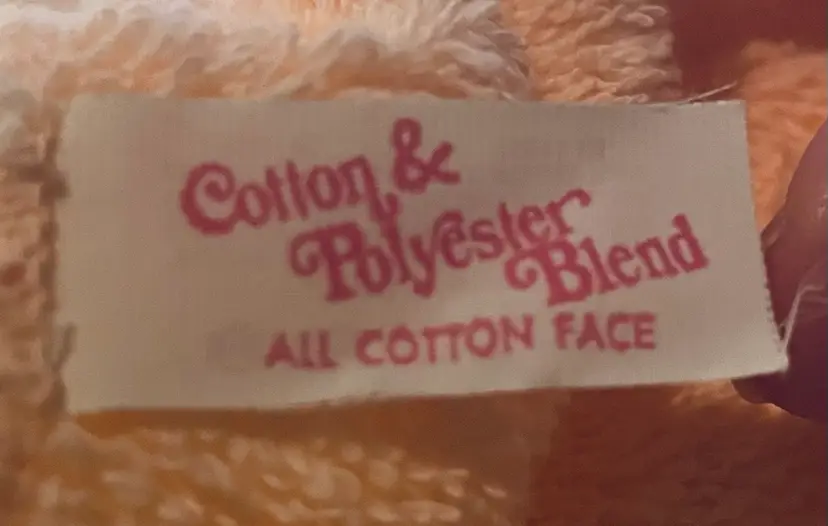 Cotton &
Polyester
Blend
ALL COTTON FACE